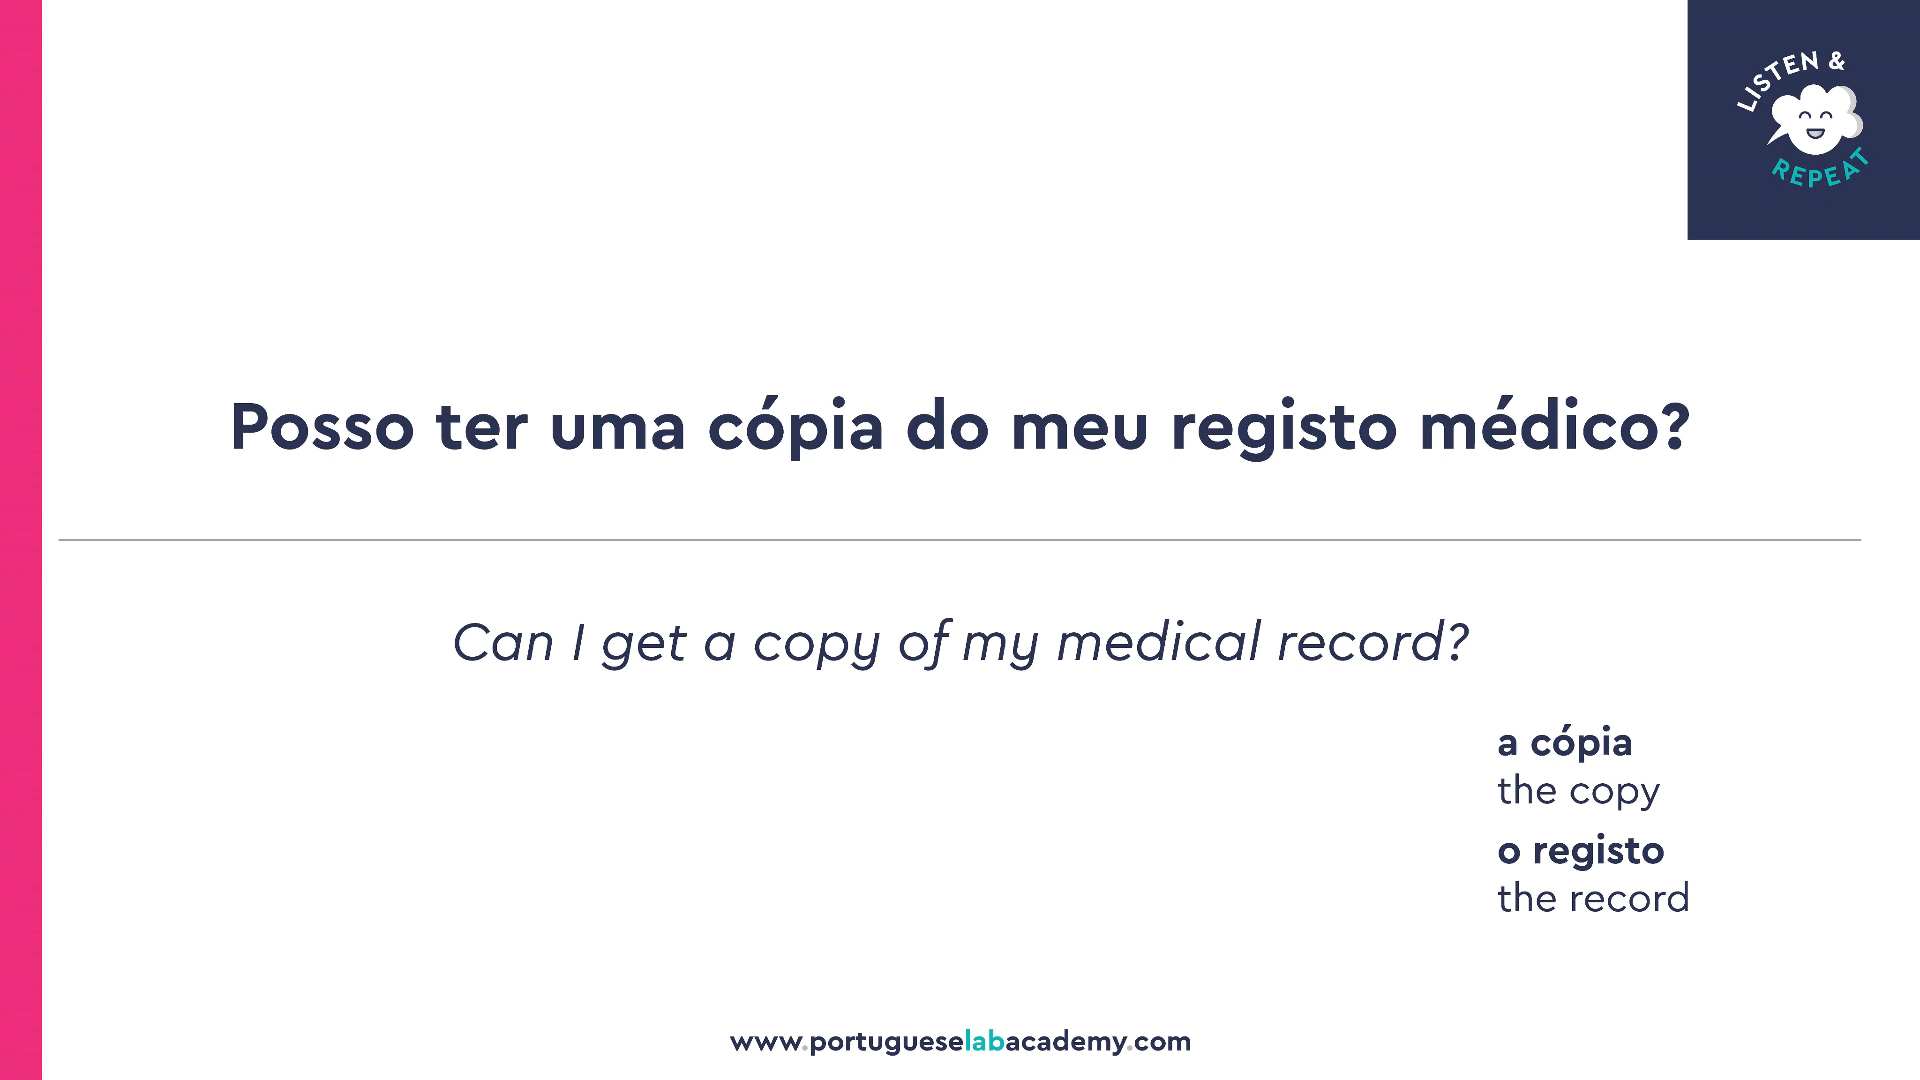 LISTEN &
REPEAT
Posso ter uma cópia do meu registo médico?
Can I get a copy of my medical record?
a cópia
the copy
o registo
the record
www.portugueselabacademy.com